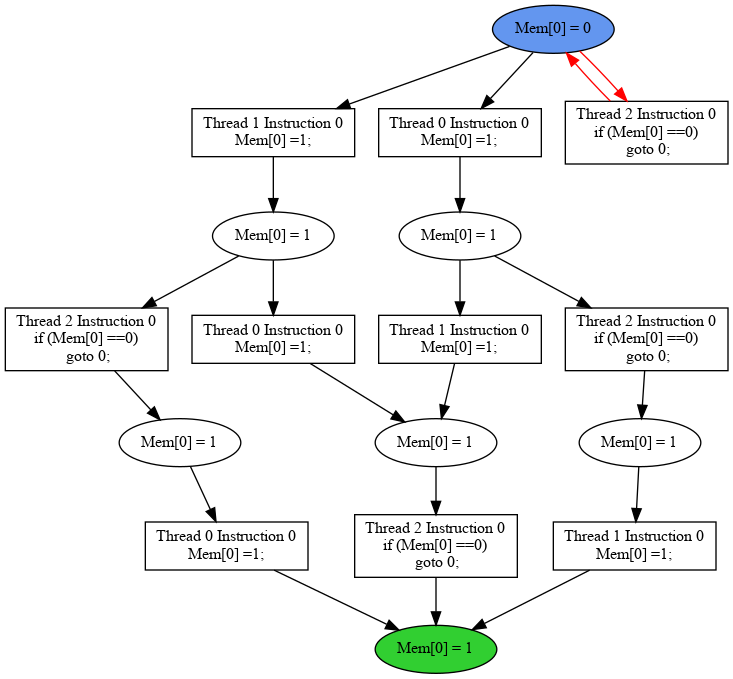 Mem[0] = 0
Thread 1 Instruction 0
Mem[0] =1;
Thread 0 Instruction 0
Mem[0] =1;
Thread 2 Instruction 0
if (Mem[0] ==0)
goto 0;
Mem[0] = 1
Mem[0] = 1
Thread 2 Instruction 0
if (Mem[0] ==0)
goto 0;
Thread 0 Instruction 0
Mem[0] =1;
Thread 1 Instruction 0
Mem[0] =1;
Thread 2 Instruction 0
if (Mem[0] ==0)
goto 0;
Mem[0] = 1
Mem[0] = 1
Mem[0] = 1
Thread 0 Instruction 0
Mem[0] =1;
Thread 2 Instruction 0
if (Mem[0] ==0)
goto 0;
Thread 1 Instruction 0
Mem[0] =1;
Mem[0] = 1